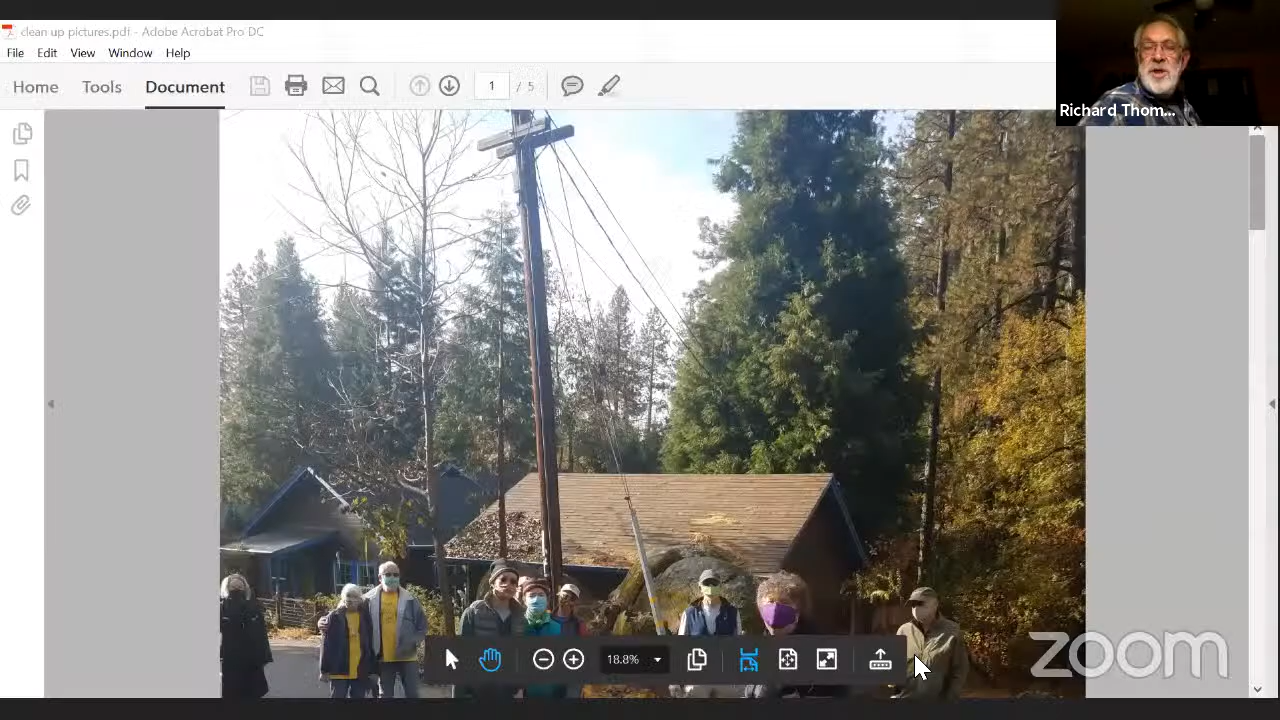 clean up pictures.pdf - Adobe Acrobat Pro DC
File Edit View Window Help
Home Tools Document 1 / 5
Richard Thom...
18.8%
zoom